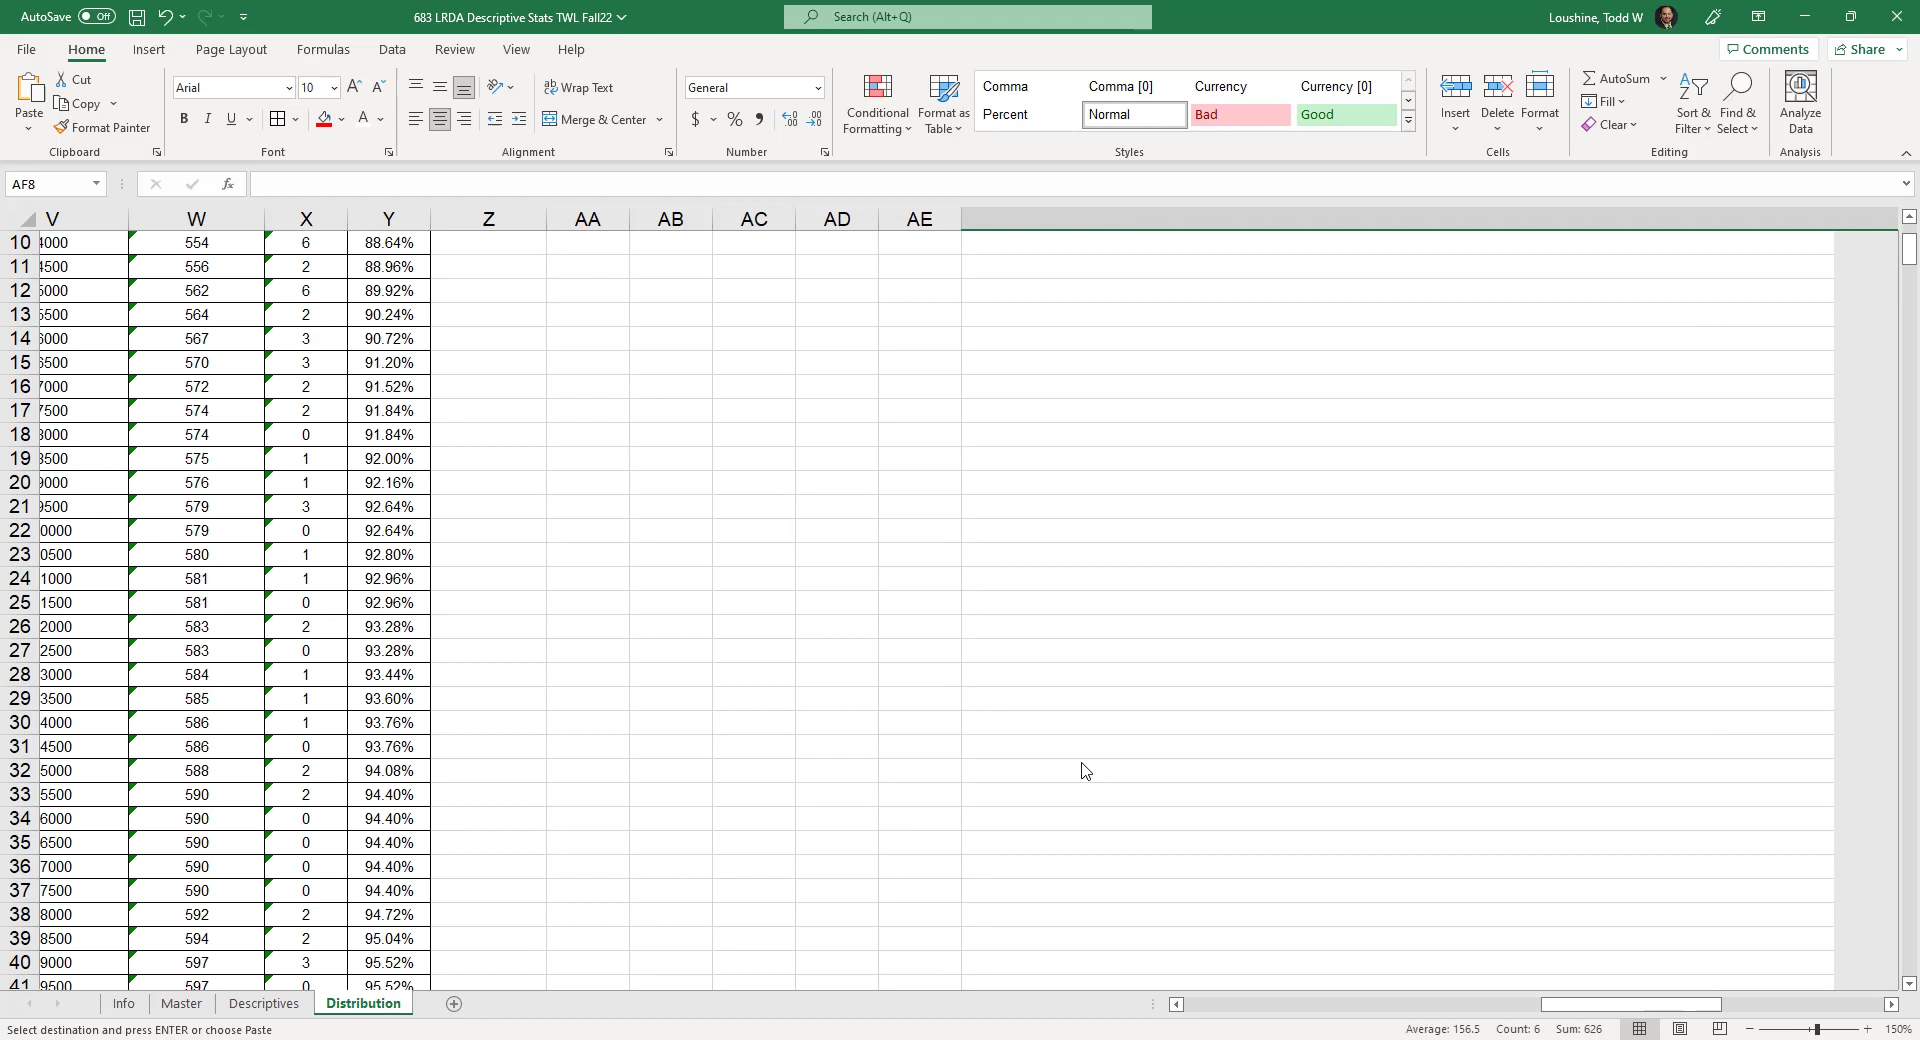 AutoSave Off 683 LRDA Descriptive Stats TWL Fall22 Search (Alt+Q) Loushine, Todd W
File Home Insert Page Layout Formulas Data Review View Help Comments Share
Paste Cut Copy Format Painter Clipboard
Arial 10 A A B I U A Font
Wrap Text Merge & Center Alignment
General $ % 9 Number
Conditional Formatting Format as Table
Comma Comma [0] Currency Currency [0]
Percent Normal Bad Good
Styles
Insert Delete Format Cells
AutoSum Fill Clear Sort & Filter Find & Select Editing
Analyze Data Analysis
AF8 fx
V W X Y Z AA AB AC AD AE
10 4000 554 6 88.64%
11 4500 556 2 88.96%
12 5000 562 6 89.92%
13 5500 564 2 90.24%
14 6000 567 3 90.72%
15 6500 570 3 91.20%
16 7000 572 2 91.52%
17 7500 574 2 91.84%
18 8000 574 0 91.84%
19 8500 575 1 92.00%
20 9000 576 1 92.16%
21 9500 579 3 92.64%
22 0000 579 0 92.64%
23 0500 580 1 92.80%
24 1000 581 1 92.96%
25 1500 581 0 92.96%
26 2000 583 2 93.28%
27 2500 583 0 93.28%
28 3000 584 1 93.44%
29 3500 585 1 93.60%
30 4000 586 1 93.76%
31 4500 586 0 93.76%
32 5000 588 2 94.08%
33 5500 590 2 94.40%
34 6000 590 0 94.40%
35 6500 590 0 94.40%
36 7000 590 0 94.40%
37 7500 590 0 94.40%
38 8000 592 2 94.72%
39 8500 594 2 95.04%
40 9000 597 3 95.52%
41 9500 597 0 95.52%
Info Master Descriptives Distribution
Select destination and press ENTER or choose Paste Average: 156.5 Count: 6 Sum: 626 150%